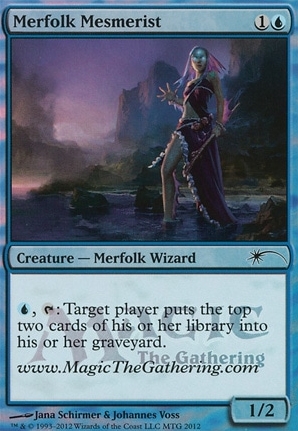 Merfolk Mesmerist 1
Creature — Merfolk Wizard
: Target player puts the top
two cards of his or her library into
his or her graveyard.
Magic
The Gathering
www.MagicTheGathering.com
Jana Schirmer & Johannes Voss
™ & © 1993-2012 Wizards of the Coast LLC MTG 2012
1/2